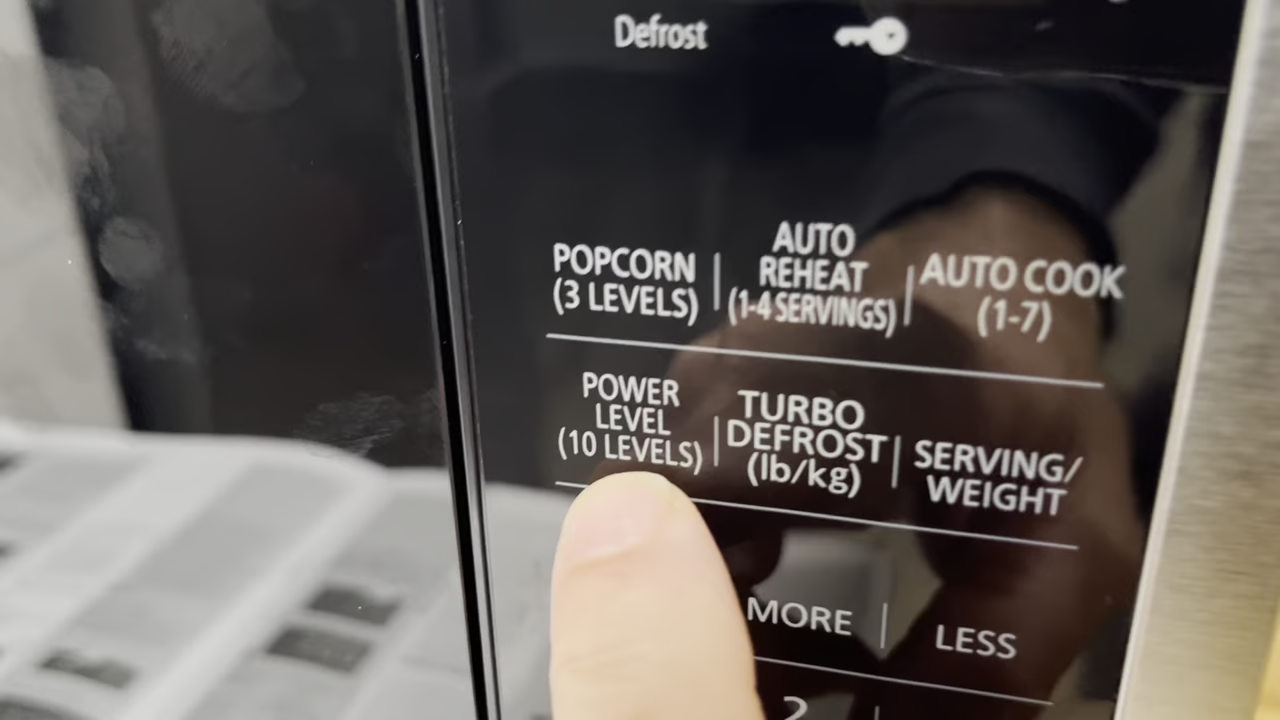 Defrost
POPCORN
(3 LEVELS)
AUTO
REHEAT
(1-4 SERVINGS)
AUTO COOK
(1-7)
POWER
LEVEL
(10 LEVELS)
TURBO
DEFROST
(lb/kg)
SERVING/
WEIGHT
MORE
LESS
2